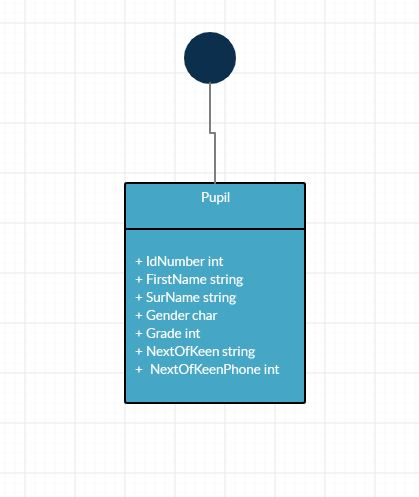 Pupil
+ IdNumber int
+ FirstName string
+ SurName string
+ Gender char
+ Grade int
+ NextOfKeen string
+ NextOfKeenPhone int